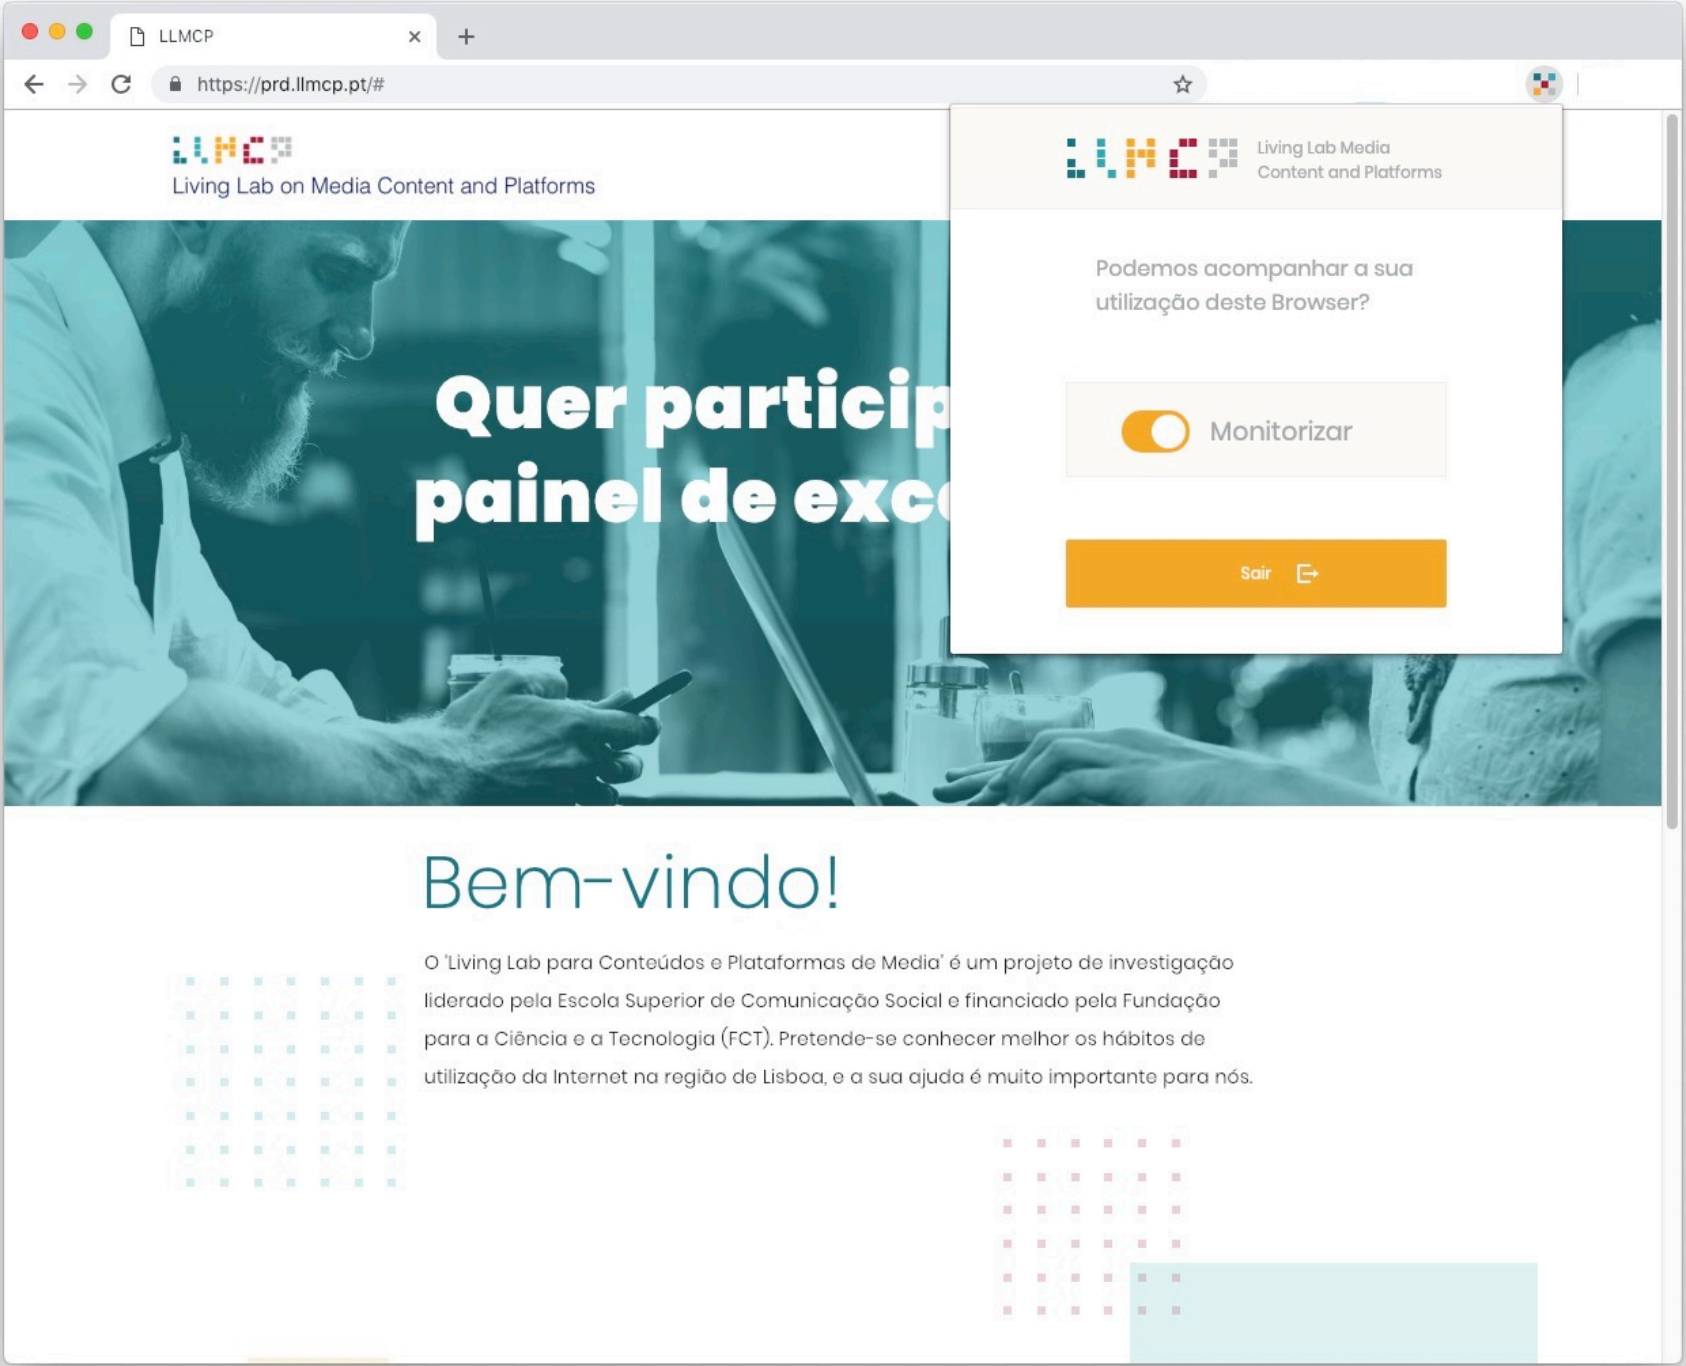 LLMCP
https://prd.llmcp.pt/#
LLMCP
Living Lab on Media Content and Platforms
LLMCP
Living Lab Media
Content and Platforms
Podemos acompanhar a sua
utilização deste Browser?
Monitorizar
Sair
Quer particip
painel de exc
Bem-vindo!
O 'Living Lab para Conteúdos e Plataformas de Media' é um projeto de investigação
liderado pela Escola Superior de Comunicação Social e financiado pela Fundação
para a Ciência e a Tecnologia (FCT). Pretende-se conhecer melhor os hábitos de
utilização da Internet na região de Lisboa, e a sua ajuda é muito importante para nós.